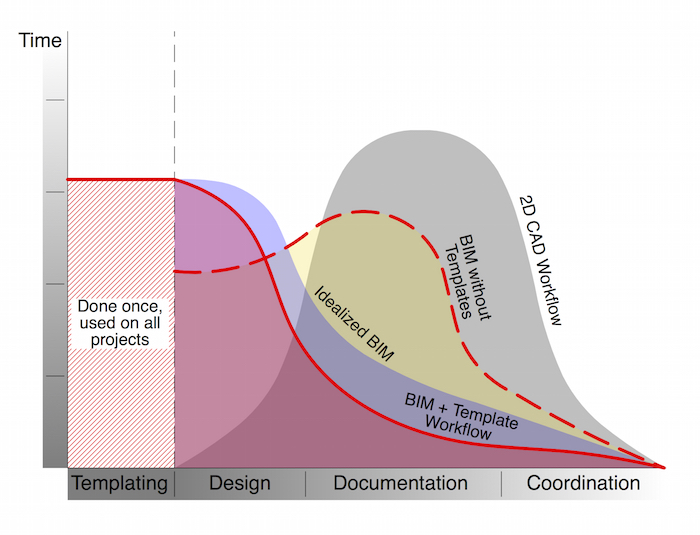 Time
2D CAD Workflow
BIM without
Templates
Idealized BIM
Done once,
used on all
projects
BIM + Template
Workflow
Templating
Design
Documentation
Coordination